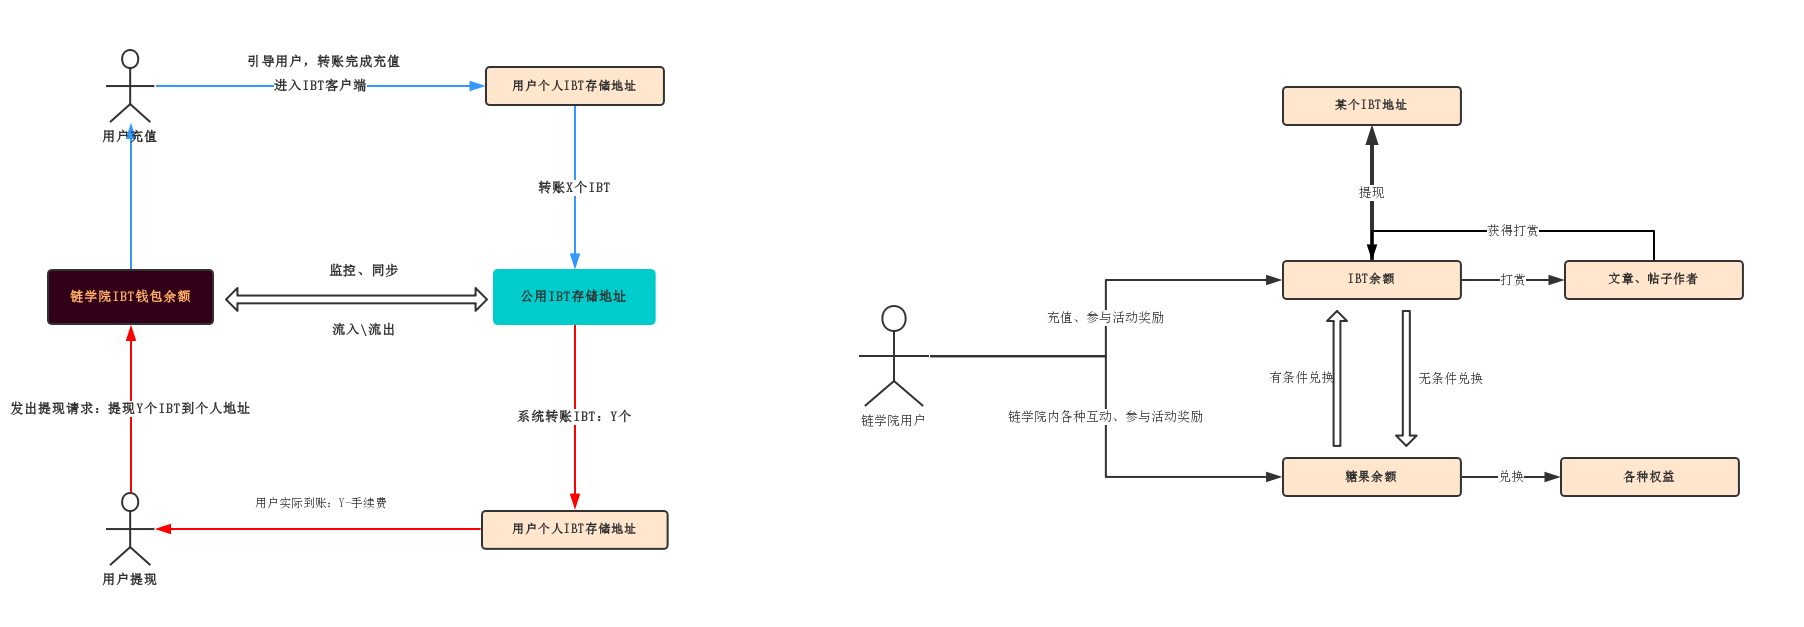 引导用户，转账完成充值
进入IBT客户端
用户个人IBT存储地址
用户充值
转账X个IBT
监控、同步
链学院IBT钱包余额
公用IBT存储地址
流入\流出
发出提现请求：提现Y个IBT到个人地址
系统转账IBT：Y个
用户实际到账：Y-手续费
用户个人IBT存储地址
用户提现
某个IBT地址
提现
获得打赏
IBT余额
打赏
文章、帖子作者
充值、参与活动奖励
有条件兑换
无条件兑换
链学院用户
链学院内各种互动、参与活动奖励
糖果余额
兑换
各种权益